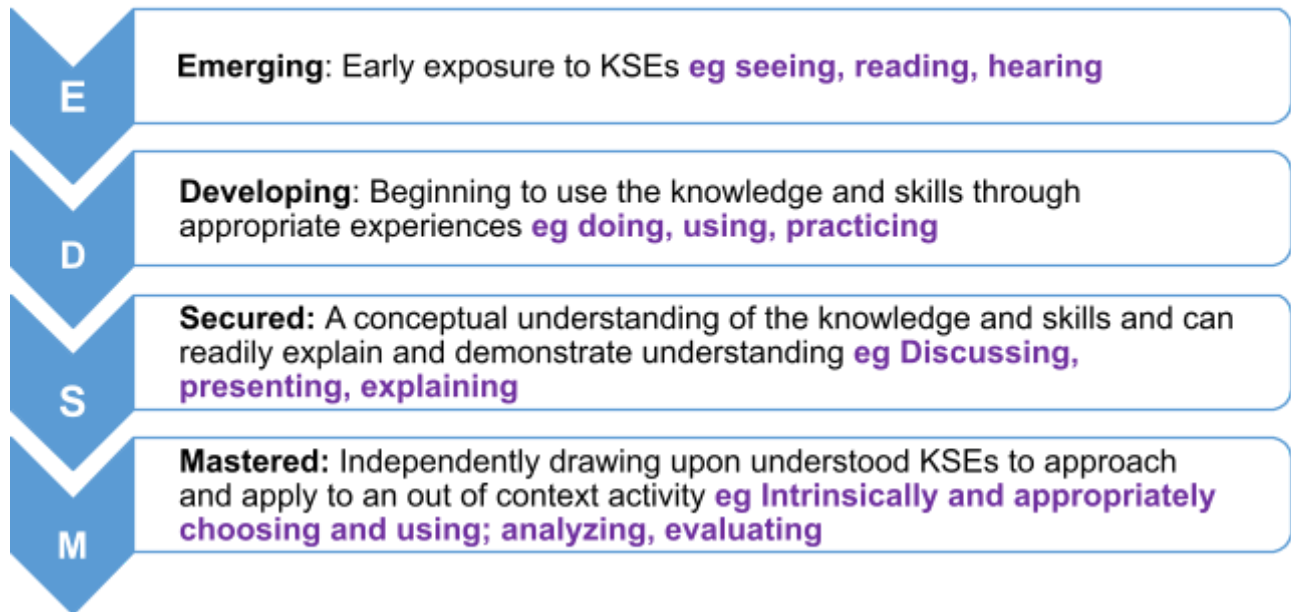 E
Emerging: Early exposure to KSEs eg seeing, reading, hearing
D
Developing: Beginning to use the knowledge and skills through
appropriate experiences eg doing, using, practicing
S
Secured: A conceptual understanding of the knowledge and skills and can
readily explain and demonstrate understanding eg Discussing,
presenting, explaining
M
Mastered: Independently drawing upon understood KSEs to approach
and apply to an out of context activity eg Intrinsically and appropriately
choosing and using; analyzing, evaluating